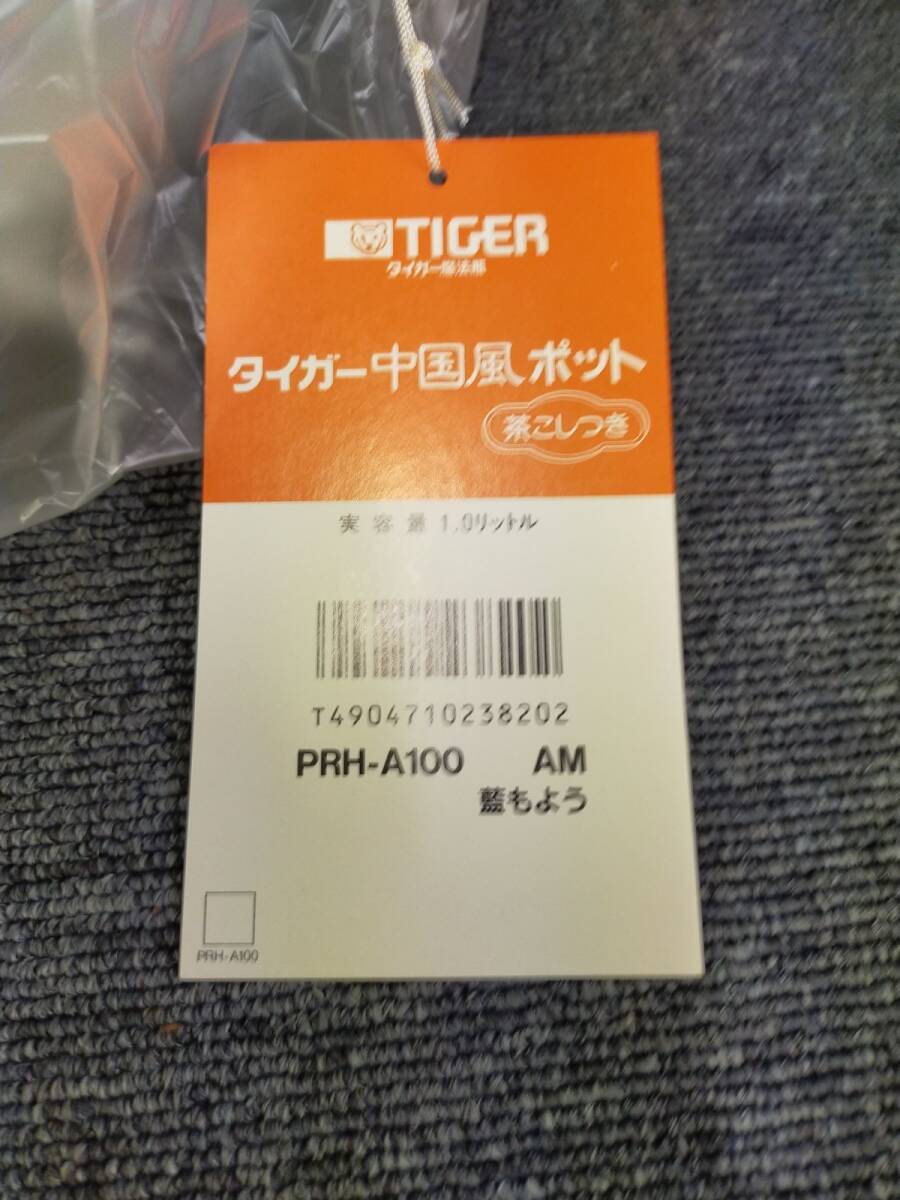 TIGER
タイガー魔法瓶
タイガー中国風ポット
茶こしつき
実容量 1.0リットル
T4904710238202
PRH-A100 AM
藍もよう
PRH-A100